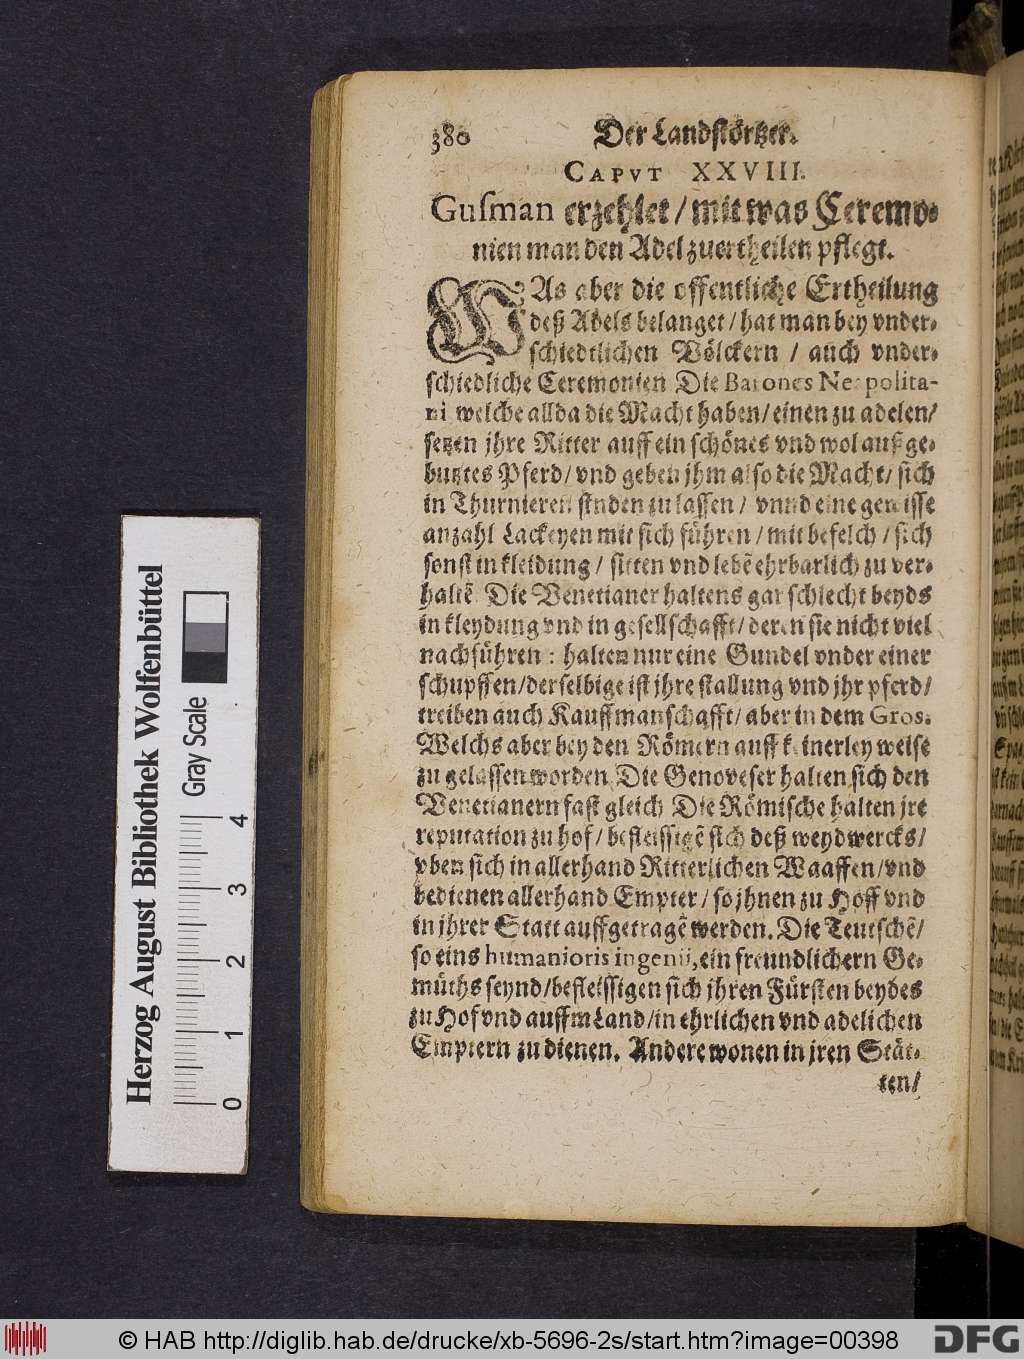 380 Der Landstörtzer.
CAPVT XXVIII.
Gusman erzehlet / mit was Ceremo-
nien man den Adel zuertheilen pflegt.
WAs aber die offentliche Ertheilung
deß Adels belanget / hat man bey vnder-
schiedtlichen Völckern / auch vnder-
schiedliche Ceremonien. Die Barones Neapolita-
ni welche allda die Macht haben / einen zu adelen /
setzen jhre Ritter auff ein schönes vnd wol außge-
butztes Pferd / vnd geben jhm also die Macht / sich
in Thurnieren finden zu lassen / vnnd eine gewisse
anzahl Lackeyen mit sich führen / mit befelch / sich
sonst in kleidung / sitten vnd lebē ehrbarlich zu ver-
haltē. Die Venetianer haltens gar schlecht beyds
in kleydung vnd in gesellschafft / deren sie nicht viel
nachführen : halten nur eine Gundel vnder einer
schupffen / derselbige ist jhre stallung vnd jhr pferd /
treiben auch Kauffmanschafft / aber in dem Gros.
Welchs aber bey den Römern auff keinerley weise
zu gelassen worden. Die Genoveser halten sich den
Venetianern fast gleich. Die Römische halten jre
reputation zu hof / befleissigē sich deß weydwercks /
vben sich in allerhand Ritterlichen Waaffen / vnd
bedienen allerhand Empter / so jhnen zu Hoff vnd
in jhrer Statt auffgetragē werden. Die Teutschē /
so eins humanioris ingenii, ein freundlichern Ge-
müths seynd / befleissigen sich jhren Fürsten beydes
zu Hof vnd auffm Land / in ehrlichen vnd adelichen
Emptern zu dienen. Andere wonen in jren Stät-
ten /
Herzog August Bibliothek Wolfenbüttel
Gray Scale
0 1 2 3 4
© HAB http://diglib.hab.de/drucke/xb-5696-2s/start.htm?image=00398
DFG